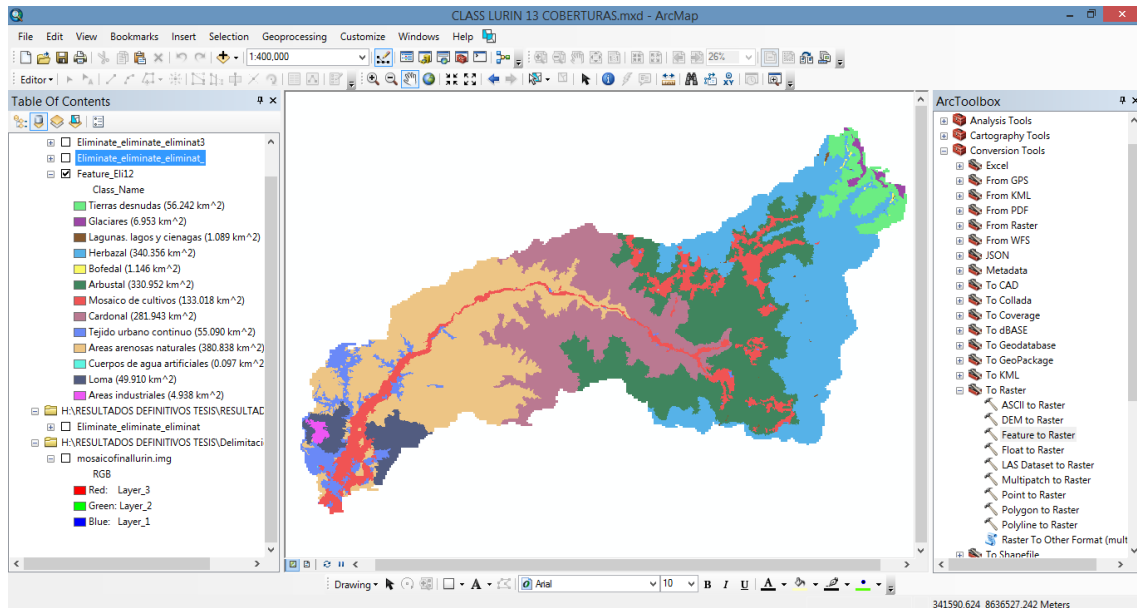 CLASS LURIN 13 COBERTURAS.mxd - ArcMap
File Edit View Bookmarks Insert Selection Geoprocessing Customize Windows Help
1:400,000
26%
Editor
Table Of Contents
Eliminate_eliminate_eliminat3
Eliminate_eliminate_eliminat_
Feature_Eli12
Class_Name
Tierras desnudas (56.242 km^2)
Glaciares (6.953 km^2)
Lagunas. lagos y cienagas (1.089 km^2)
Herbazal (340.356 km^2)
Bofedal (1.146 km^2)
Arbustal (330.952 km^2)
Mosaico de cultivos (133.018 km^2)
Cardonal (281.943 km^2)
Tejido urbano continuo (55.090 km^2)
Areas arenosas naturales (380.838 km^2)
Cuerpos de agua artificiales (0.097 km^2)
Loma (49.910 km^2)
Areas industriales (4.938 km^2)
H:\RESULTADOS DEFINITIVOS TESIS\RESULTAD
Eliminate_eliminate_eliminat
H:\RESULTADOS DEFINITIVOS TESIS\Delimitaci
mosaicofinallurin.img
RGB
Red: Layer_3
Green: Layer_2
Blue: Layer_1
ArcToolbox
Analysis Tools
Cartography Tools
Conversion Tools
Excel
From GPS
From KML
From PDF
From Raster
From WFS
JSON
Metadata
To CAD
To Collada
To Coverage
To dBASE
To Geodatabase
To GeoPackage
To KML
To Raster
ASCII to Raster
DEM to Raster
Feature to Raster
Float to Raster
LAS Dataset to Raster
Multipatch to Raster
Point to Raster
Polygon to Raster
Polyline to Raster
Raster To Other Format (mult
To Shapefile
Drawing
A
Arial
10
B I U A
341590.624 8636527.242 Meters